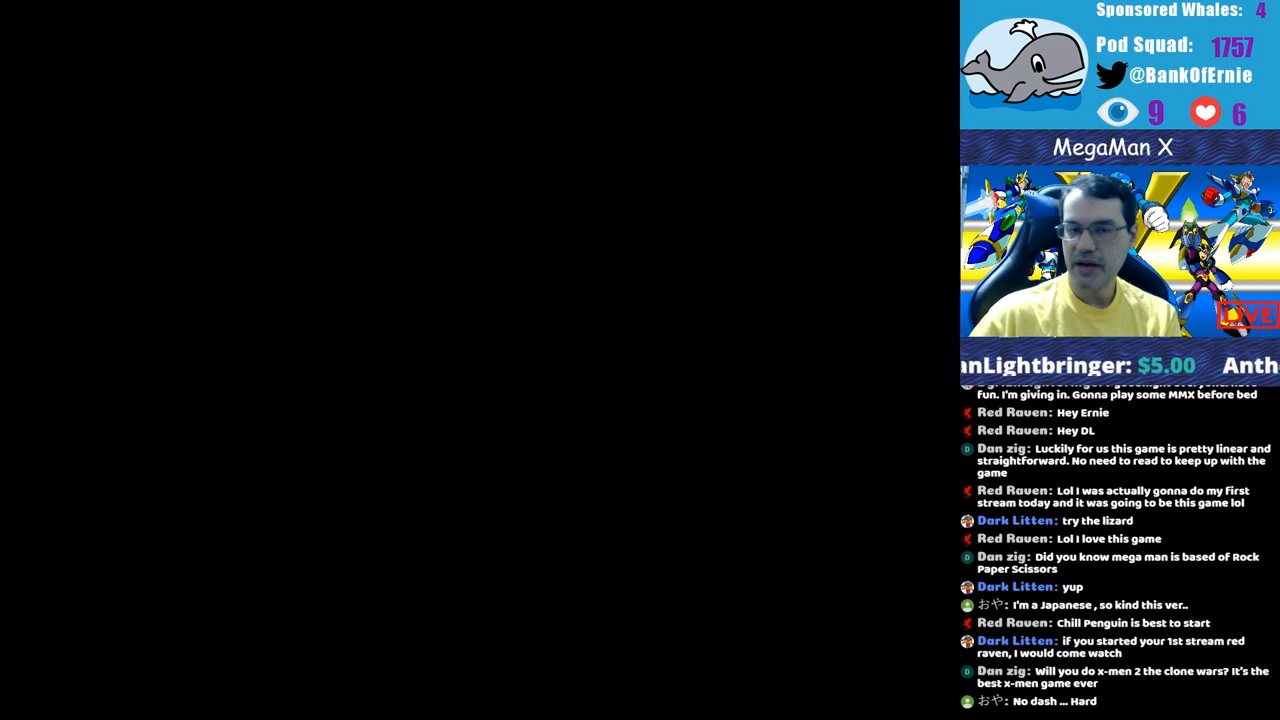 Sponsored Whales: 4
Pod Squad: 1757
@BankOfErnie
9 6
MegaMan X
LIVE
anLightbringer: $5.00 Anth
fun. I'm giving in. Gonna play some MMX before bed
Red Raven: Hey Ernie
Red Raven: Hey DL
Dan zig: Luckily for us this game is pretty linear and
straightforward. No need to read to keep up with the
game
Red Raven: Lol I was actually gonna do my first
stream today and it was going to be this game lol
Dark Litten: try the lizard
Red Raven: Lol I love this game
Dan zig: Did you know mega man is based of Rock
Paper Scissors
Dark Litten: yup
おや: I'm a Japanese , so kind this ver..
Red Raven: Chill Penguin is best to start
Dark Litten: if you started your 1st stream red
raven, I would come watch
Dan zig: Will you do x-men 2 the clone wars? It's the
best x-men game ever
おや: No dash ... Hard